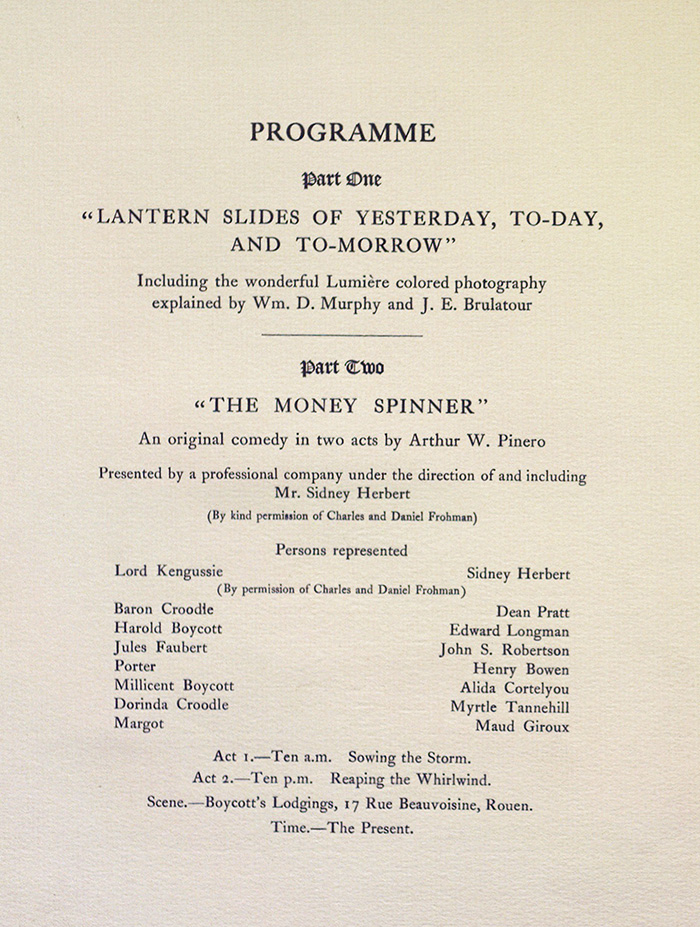 PROGRAMME
Part One
“LANTERN SLIDES OF YESTERDAY, TO-DAY,
AND TO-MORROW”
Including the wonderful Lumière colored photography
explained by Wm. D. Murphy and J. E. Brulatour
Part Two
“THE MONEY SPINNER”
An original comedy in two acts by Arthur W. Pinero
Presented by a professional company under the direction of and including
Mr. Sidney Herbert
(By kind permission of Charles and Daniel Frohman)
Persons represented
Lord Kengussie Sidney Herbert
(By permission of Charles and Daniel Frohman)
Baron Croodle Dean Pratt
Harold Boycott Edward Longman
Jules Faubert John S. Robertson
Porter Henry Bowen
Millicent Boycott Alida Cortelyou
Dorinda Croodle Myrtle Tannehill
Margot Maud Giroux
Act 1.—Ten a.m. Sowing the Storm.
Act 2.—Ten p.m. Reaping the Whirlwind.
Scene.—Boycott's Lodgings, 17 Rue Beauvoisine, Rouen.
Time.—The Present.